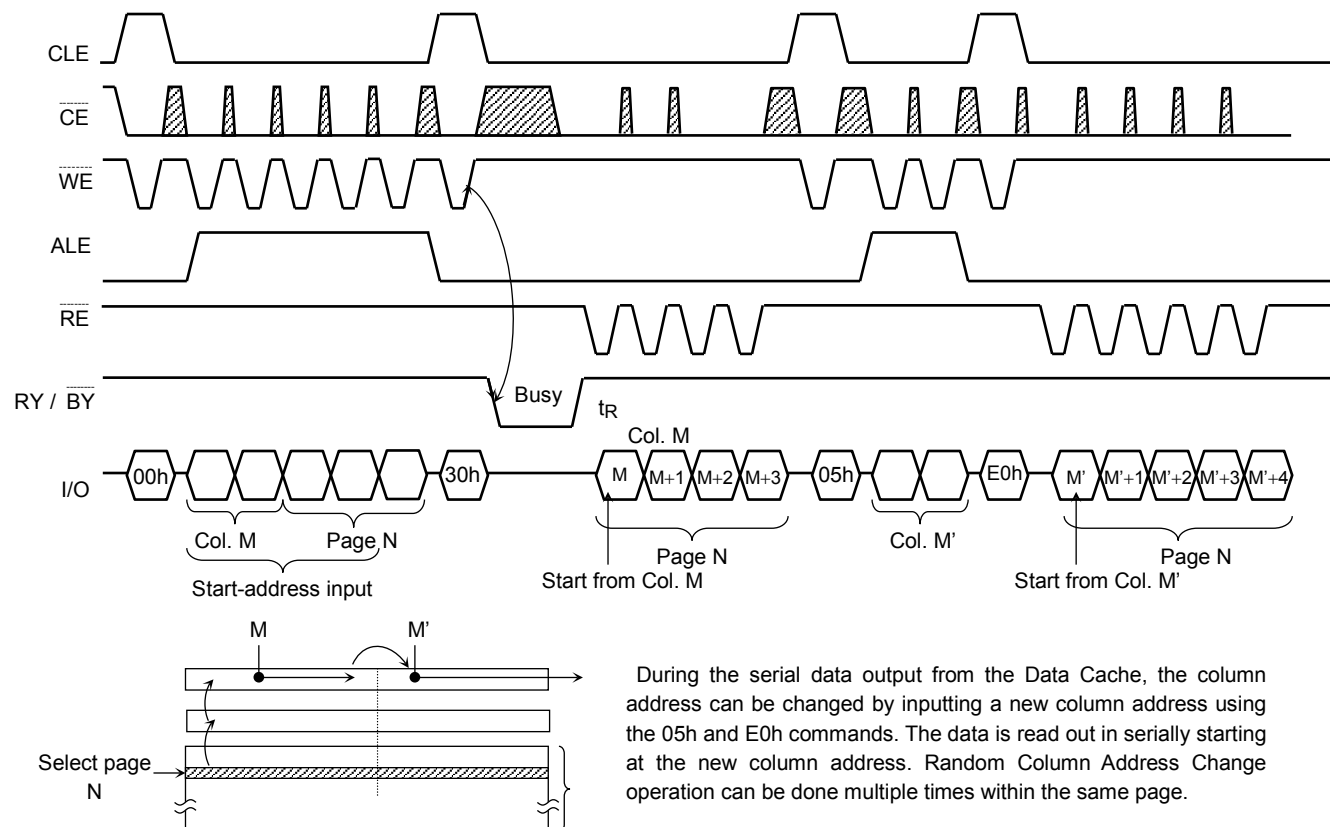 CLE
CE
WE
ALE
RE
RY / BY
Busy
tR
Col. M
I/O
00h
30h
M
M+1
M+2
M+3
05h
E0h
M'
M'+1
M'+2
M'+3
M'+4
Col. M
Page N
Page N
Col. M'
Page N
Start-address input
Start from Col. M
Start from Col. M'
M
M'
Select page
N
During the serial data output from the Data Cache, the column
address can be changed by inputting a new column address using
the 05h and E0h commands. The data is read out in serially starting
at the new column address. Random Column Address Change
operation can be done multiple times within the same page.